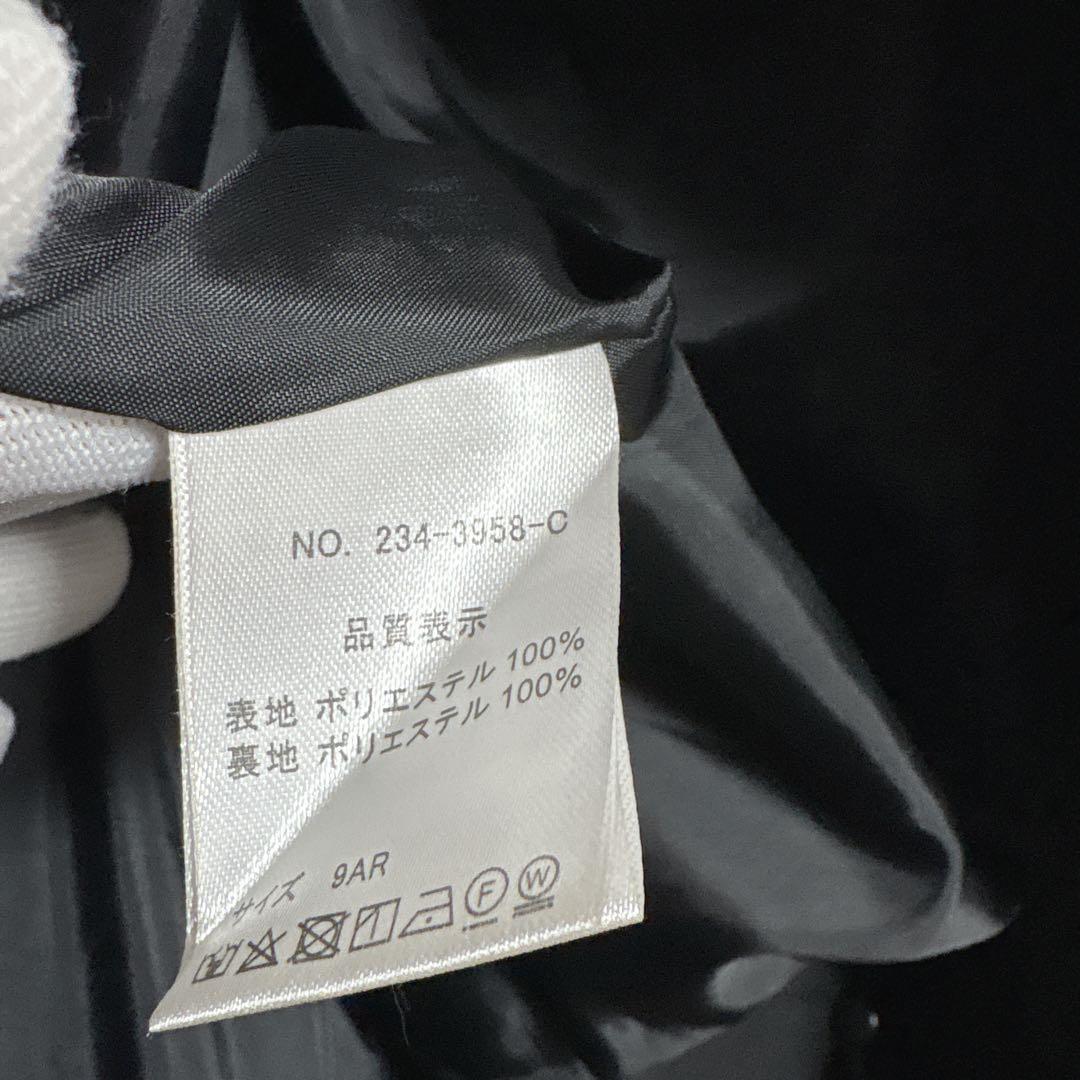 NO. 234-3958-C
品質表示
表地 ポリエステル 100%
裏地 ポリエステル 100%
サイズ 9AR
F W